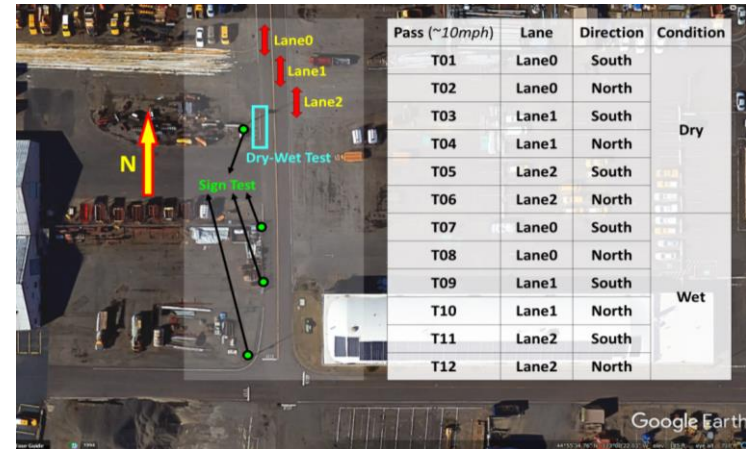 Lane0
Lane1
Lane2
N
Dry-Wet Test
Sign Test
Pass (~10mph) Lane Direction Condition
T01 Lane0 South
T02 Lane0 North
T03 Lane1 South
Dry
T04 Lane1 North
T05 Lane2 South
T06 Lane2 North
T07 Lane0 South
T08 Lane0 North
T09 Lane1 South
Wet
T10 Lane1 North
T11 Lane2 South
T12 Lane2 North
Google Earth
Tour Guide